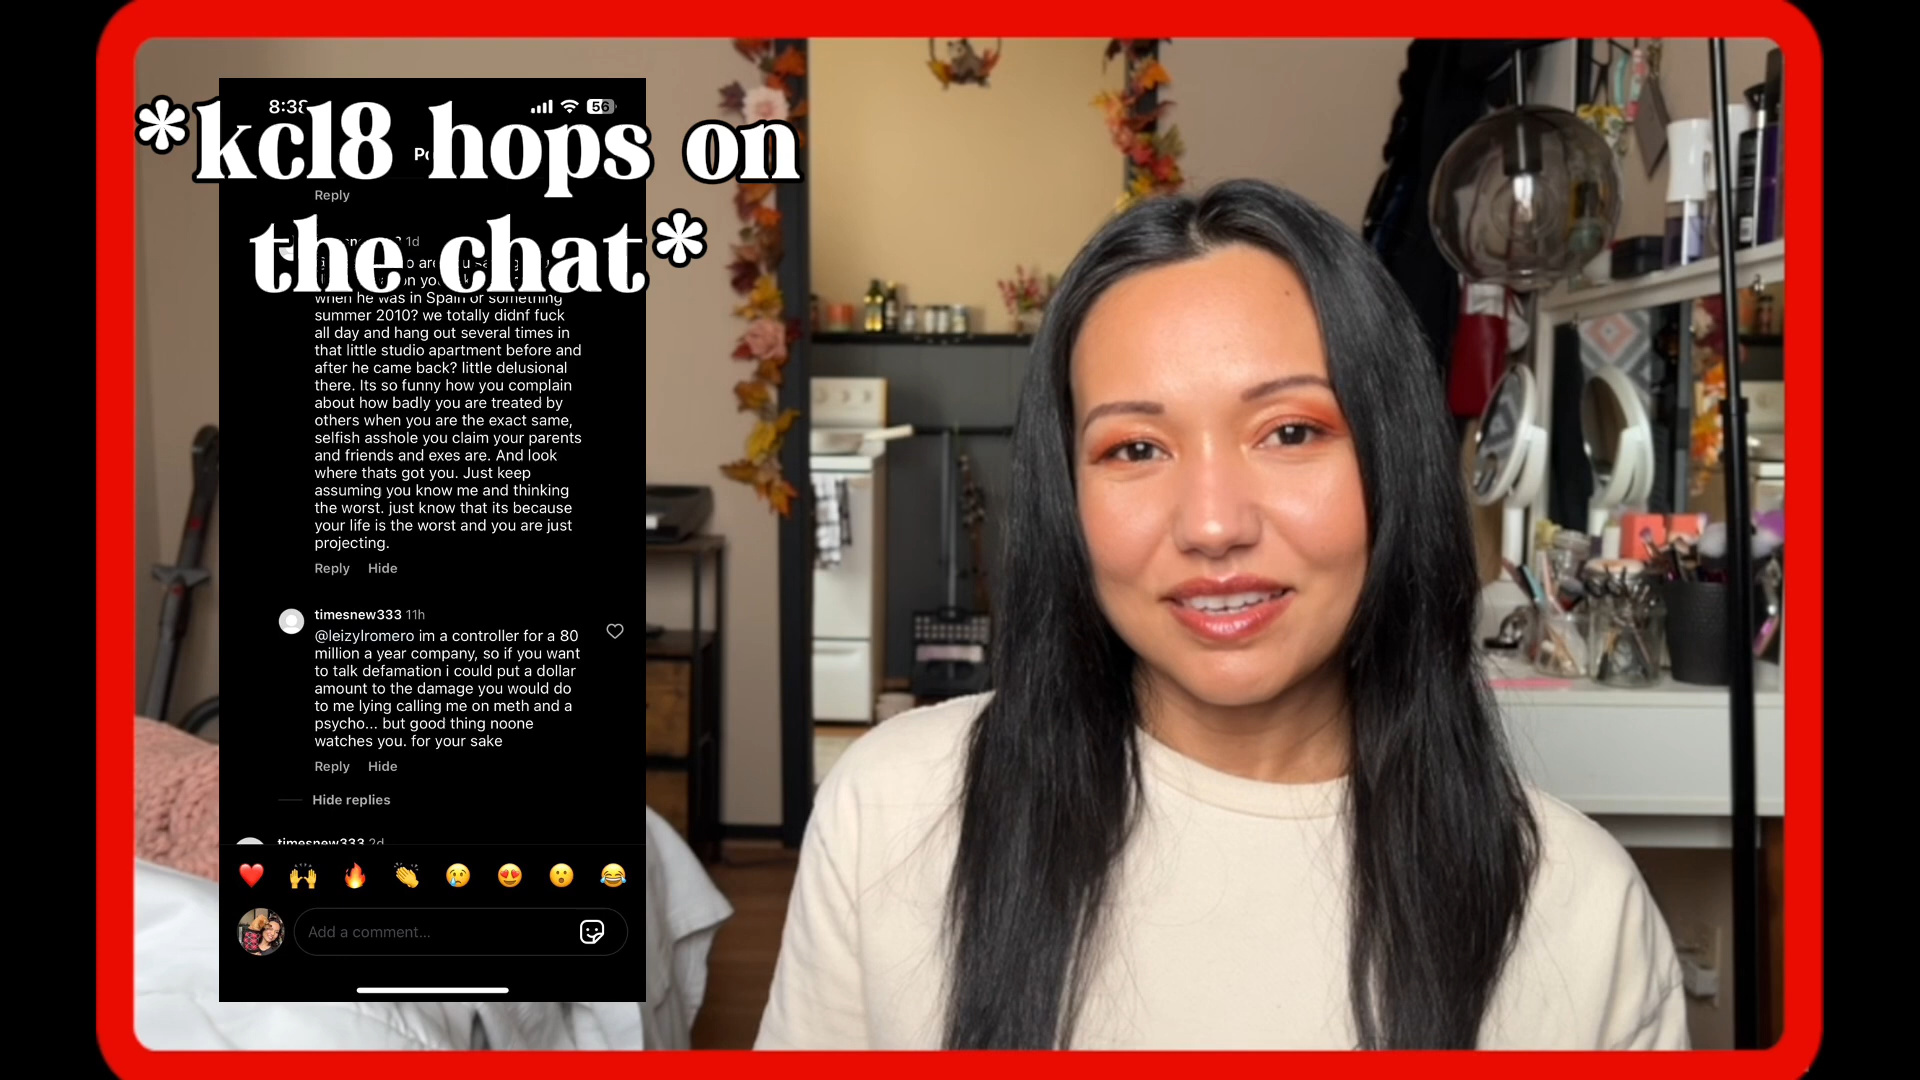 *kcl8 hops on
the chat*
8:38
56
Reply
1d
when he was in Spain or something
summer 2010? we totally didnf fuck
all day and hang out several times in
that little studio apartment before and
after he came back? little delusional
there. Its so funny how you complain
about how badly you are treated by
others when you are the exact same,
selfish asshole you claim your parents
and friends and exes are. And look
where thats got you. Just keep
assuming you know me and thinking
the worst. just know that its because
your life is the worst and you are just
projecting.
Reply Hide
timesnew333 11h
@leizylromero im a controller for a 80
million a year company, so if you want
to talk defamation i could put a dollar
amount to the damage you would do
to me lying calling me on meth and a
psycho... but good thing noone
watches you. for your sake
Reply Hide
Hide replies
timesnew333 2d
Add a comment...